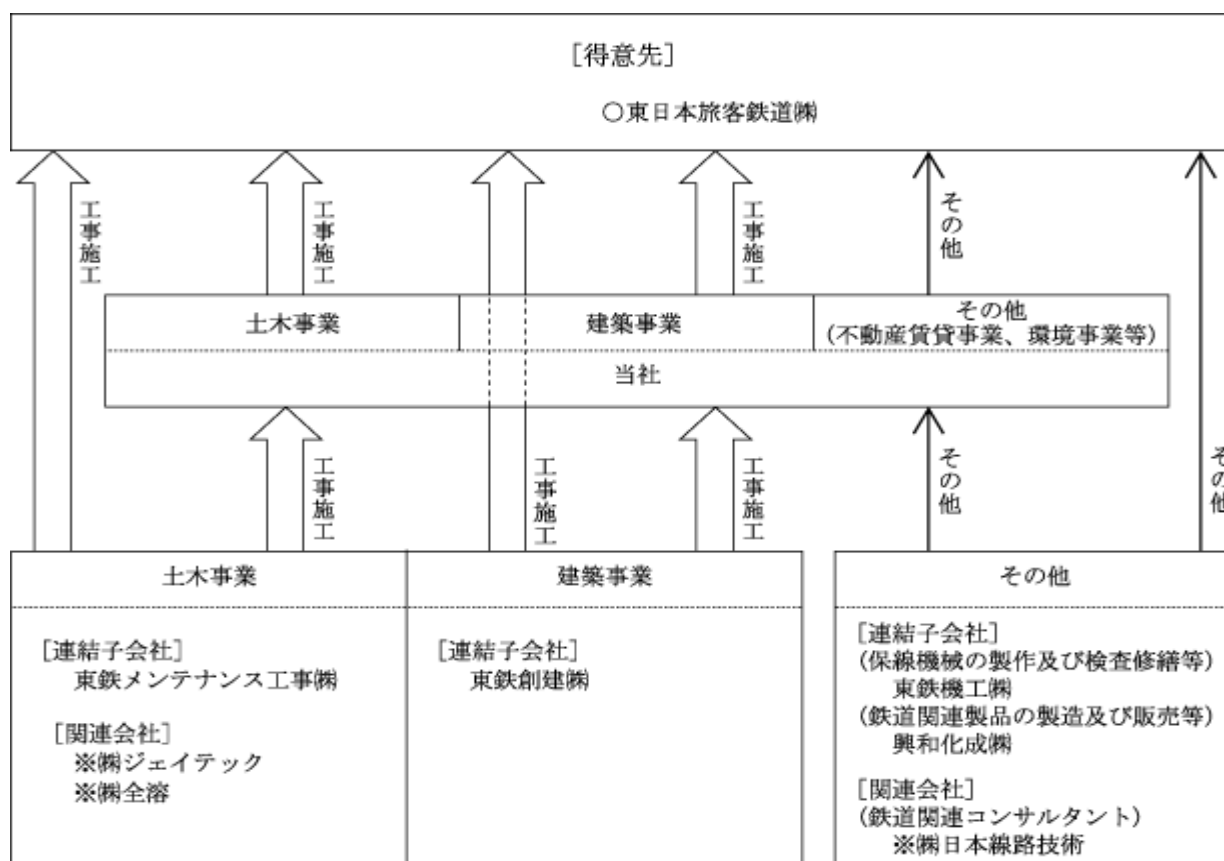 [得意先]
○東日本旅客鉄道㈱
工事施工
工事施工
工事施工
その他
土木事業
建築事業
その他
(不動産賃貸事業、環境事業等)
当社
工事施工
工事施工
工事施工
その他
その他
土木事業
建築事業
その他
[連結子会社]
東鉄メンテナンス工事㈱
[関連会社]
※㈱ジェイテック
※㈱全溶
[連結子会社]
東鉄創建㈱
[連結子会社]
(保線機械の製作及び検査修繕等)
東鉄機工㈱
(鉄道関連製品の製造及び販売等)
興和化成㈱
[関連会社]
(鉄道関連コンサルタント)
※㈱日本線路技術